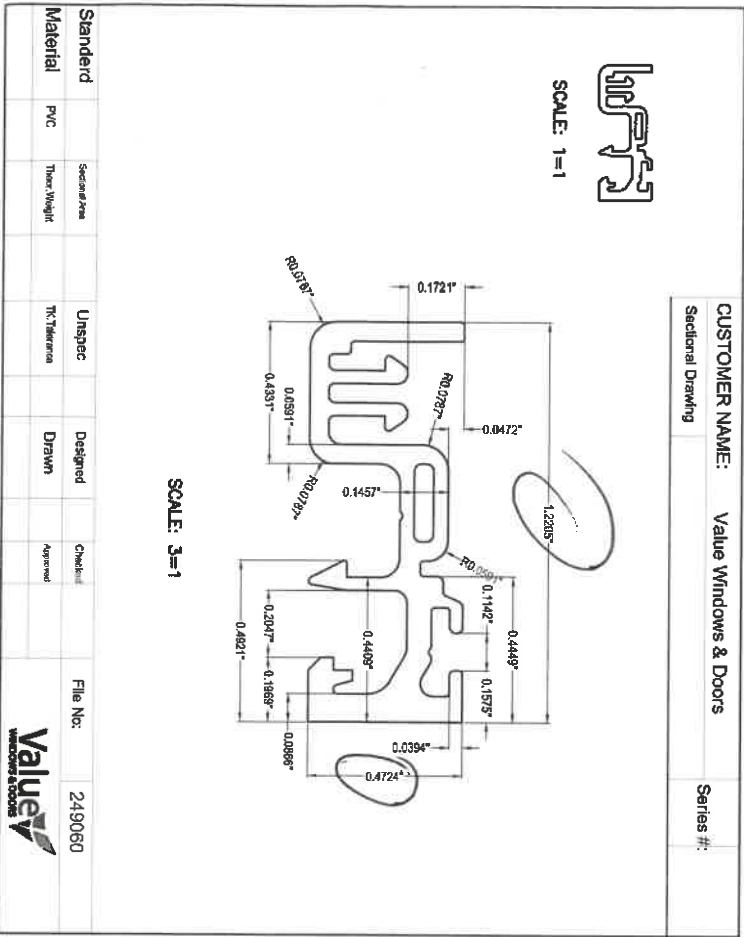 CUSTOMER NAME: Value Windows & Doors Series #:
Sectional Drawing
SCALE: 1=1
1.2205"
0.4449"
0.1142" 0.1575"
0.0472"
0.1721"
R0.0787"
R0.0591"
0.0394"
0.1457"
0.4724"
R0.0787"
R0.0787"
0.0591"
0.4331"
0.4409"
0.0866"
0.2047" 0.1969"
0.4921"
SCALE: 3=1
Standerd Sectional Area Unspec Designed Checked File No: 249060
Material PVC Theor.Weight TK.Tolerance Drawn Approved
Value
WINDOWS & DOORS